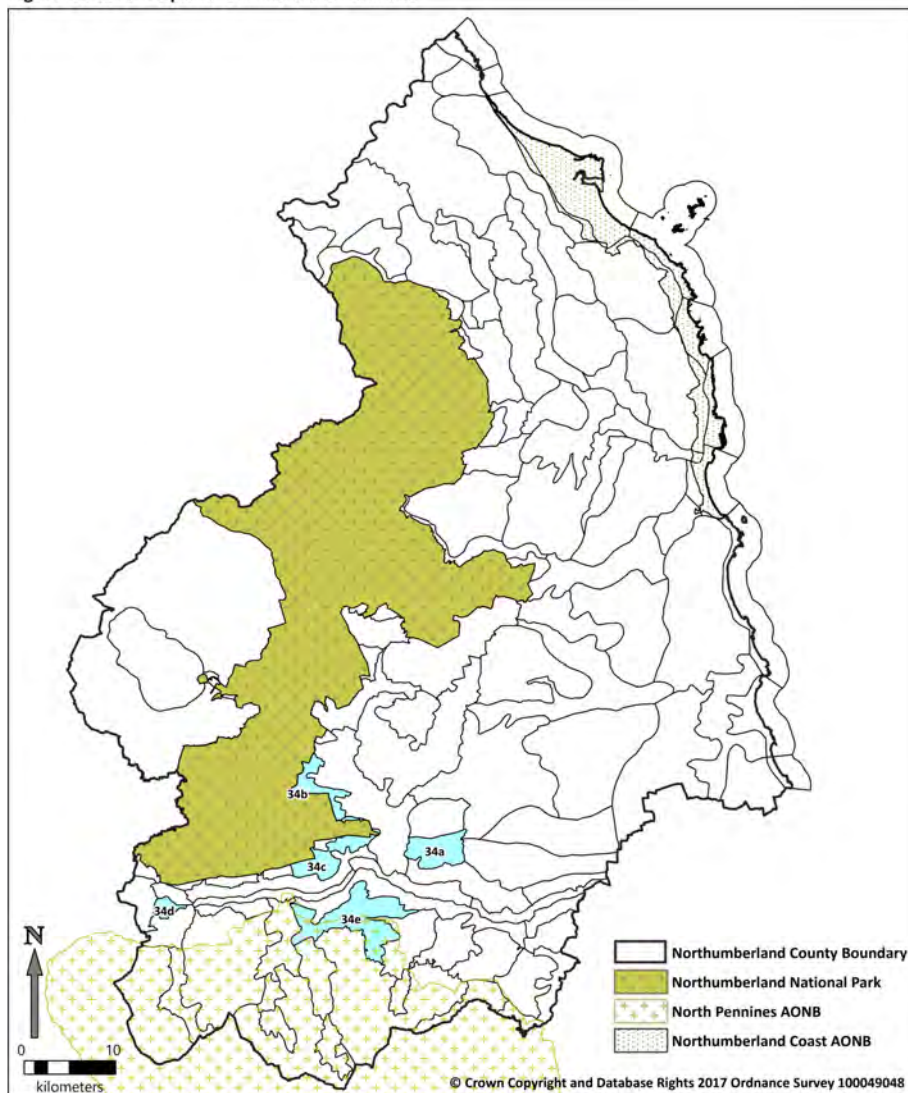 34b
34a
34c
34d
34e
N
0 10
kilometers
Northumberland County Boundary
Northumberland National Park
North Pennines AONB
Northumberland Coast AONB
© Crown Copyright and Database Rights 2017 Ordnance Survey 100049048